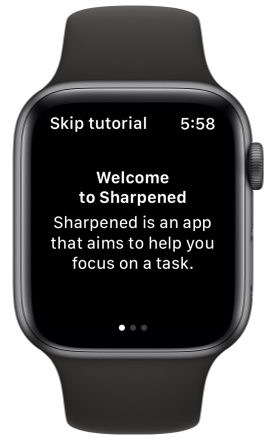 Skip tutorial 5:58
Welcome
to Sharpened
Sharpened is an app
that aims to help you
focus on a task.